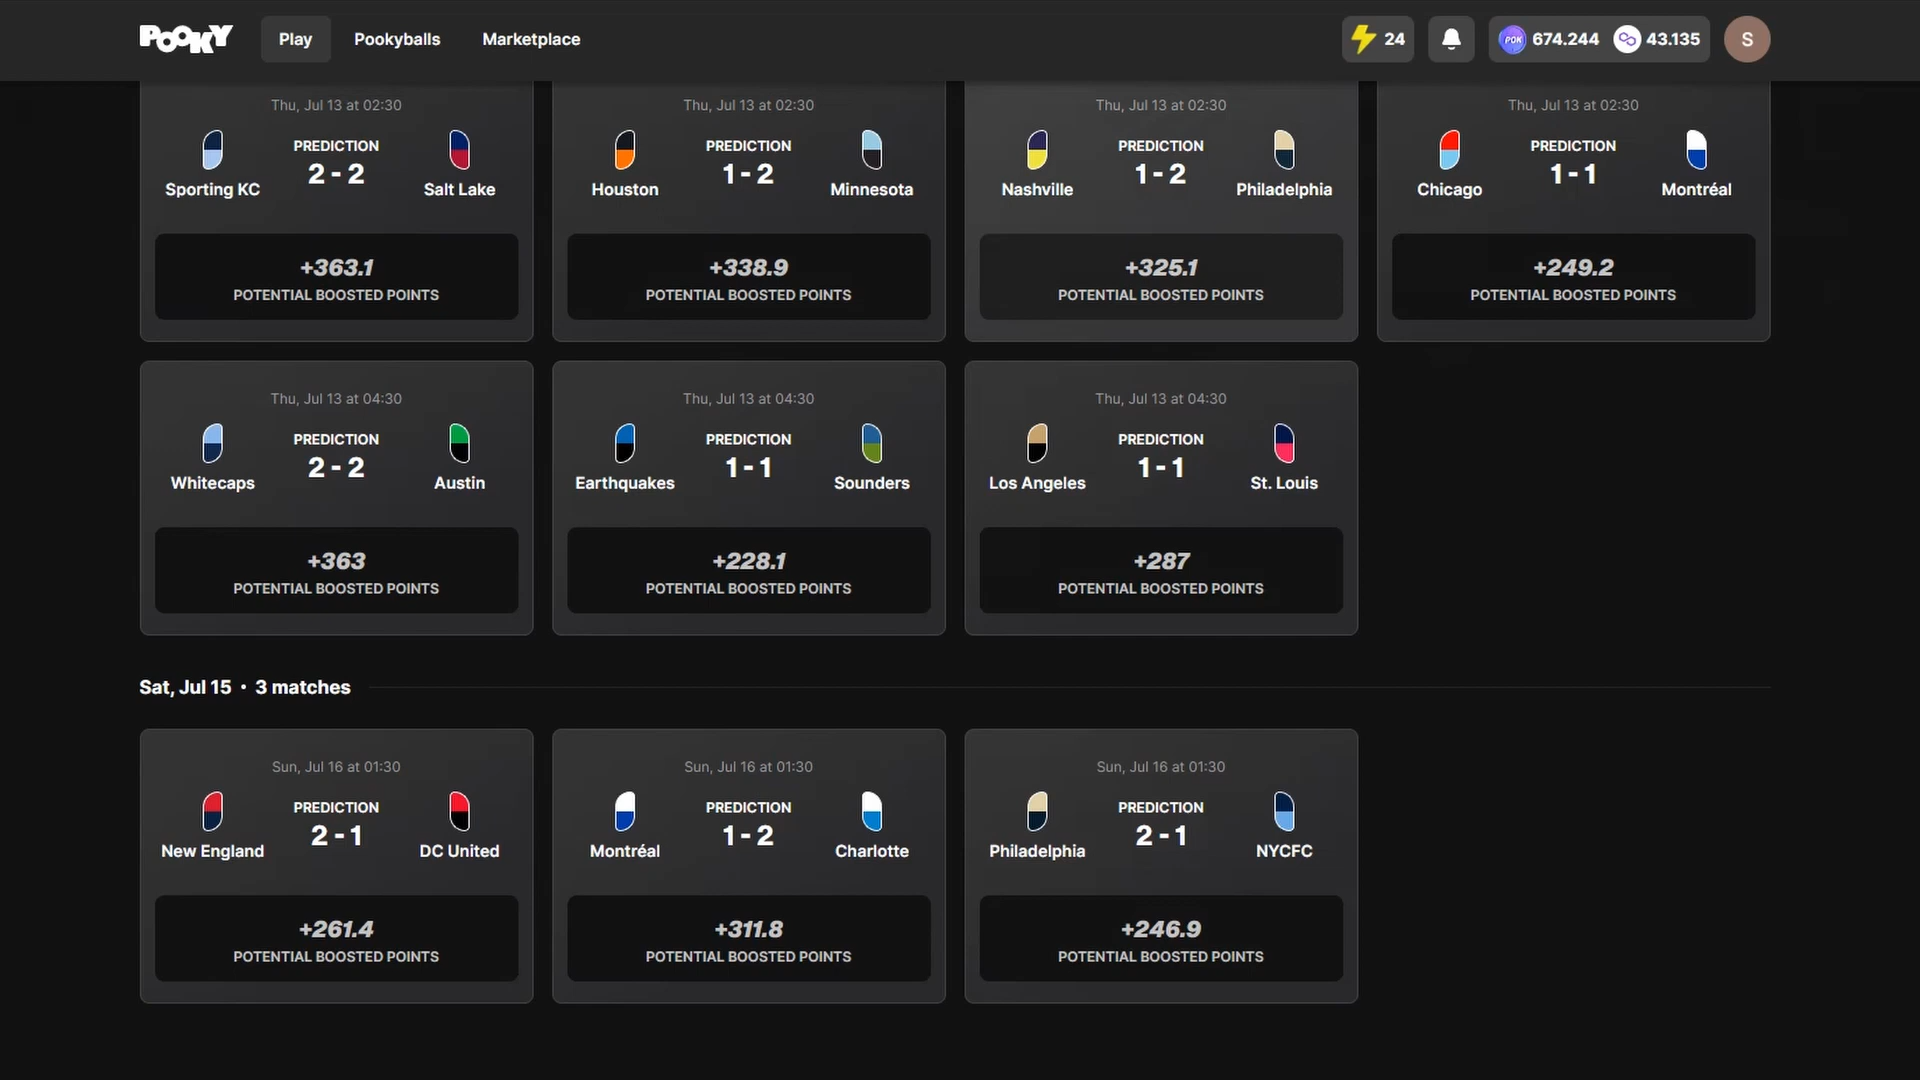 POOKY Play Pookyballs Marketplace 24 POK 674.244 43.135 S
Thu, Jul 13 at 02:30
PREDICTION
2 - 2
Sporting KC Salt Lake
+363.1
POTENTIAL BOOSTED POINTS
Thu, Jul 13 at 02:30
PREDICTION
1 - 2
Houston Minnesota
+338.9
POTENTIAL BOOSTED POINTS
Thu, Jul 13 at 02:30
PREDICTION
1 - 2
Nashville Philadelphia
+325.1
POTENTIAL BOOSTED POINTS
Thu, Jul 13 at 02:30
PREDICTION
1 - 1
Chicago Montréal
+249.2
POTENTIAL BOOSTED POINTS
Thu, Jul 13 at 04:30
PREDICTION
2 - 2
Whitecaps Austin
+363
POTENTIAL BOOSTED POINTS
Thu, Jul 13 at 04:30
PREDICTION
1 - 1
Earthquakes Sounders
+228.1
POTENTIAL BOOSTED POINTS
Thu, Jul 13 at 04:30
PREDICTION
1 - 1
Los Angeles St. Louis
+287
POTENTIAL BOOSTED POINTS
Sat, Jul 15 • 3 matches
Sun, Jul 16 at 01:30
PREDICTION
2 - 1
New England DC United
+261.4
POTENTIAL BOOSTED POINTS
Sun, Jul 16 at 01:30
PREDICTION
1 - 2
Montréal Charlotte
+311.8
POTENTIAL BOOSTED POINTS
Sun, Jul 16 at 01:30
PREDICTION
2 - 1
Philadelphia NYCFC
+246.9
POTENTIAL BOOSTED POINTS